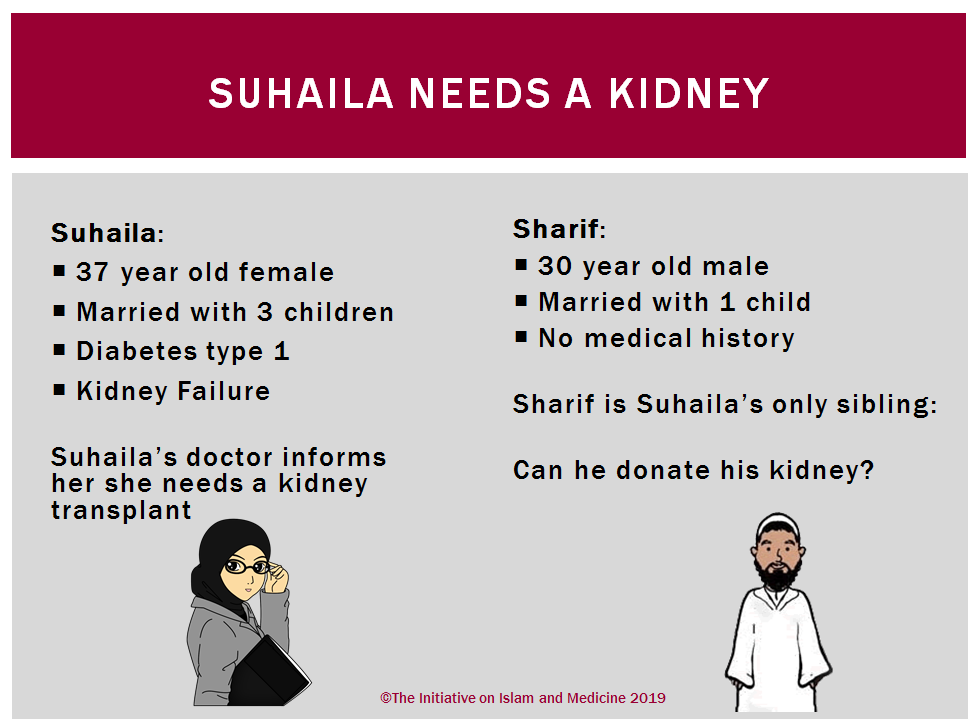 SUHAILA NEEDS A KIDNEY
Suhaila:
▪ 37 year old female
▪ Married with 3 children
▪ Diabetes type 1
▪ Kidney Failure
Suhaila’s doctor informs
her she needs a kidney
transplant
Sharif:
▪ 30 year old male
▪ Married with 1 child
▪ No medical history
Sharif is Suhaila’s only sibling:
Can he donate his kidney?
©The Initiative on Islam and Medicine 2019